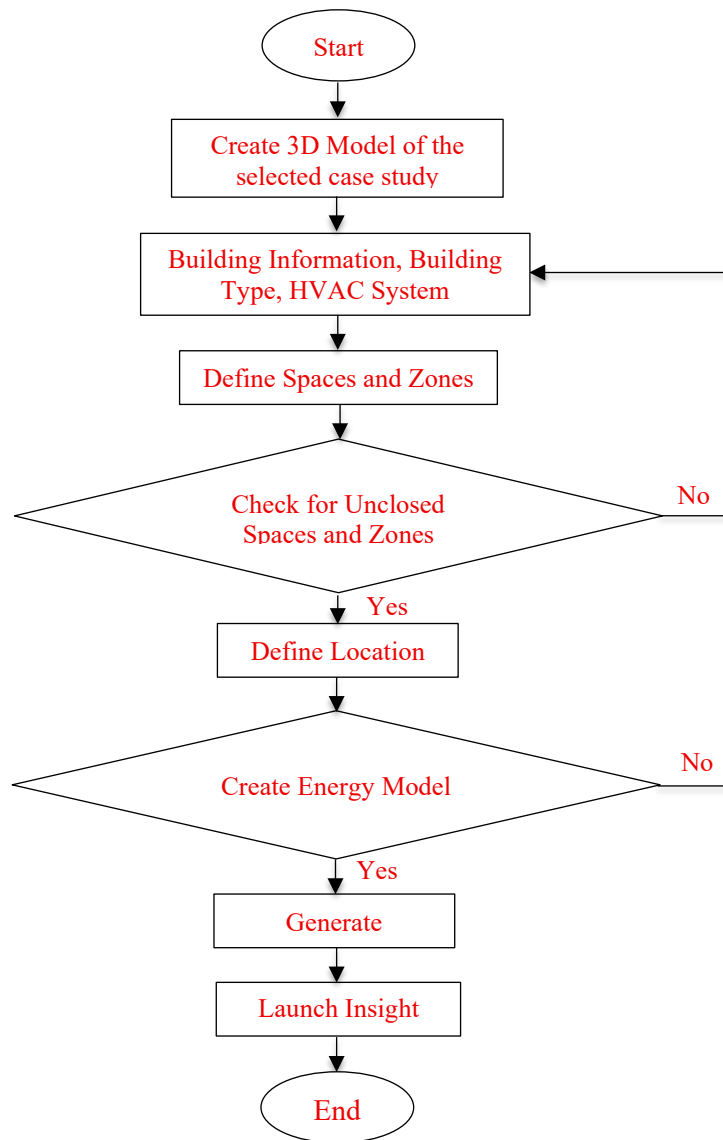 Start
Create 3D Model of the
selected case study
Building Information, Building
Type, HVAC System
Define Spaces and Zones
Check for Unclosed
Spaces and Zones
No
Yes
Define Location
Create Energy Model
No
Yes
Generate
Launch Insight
End